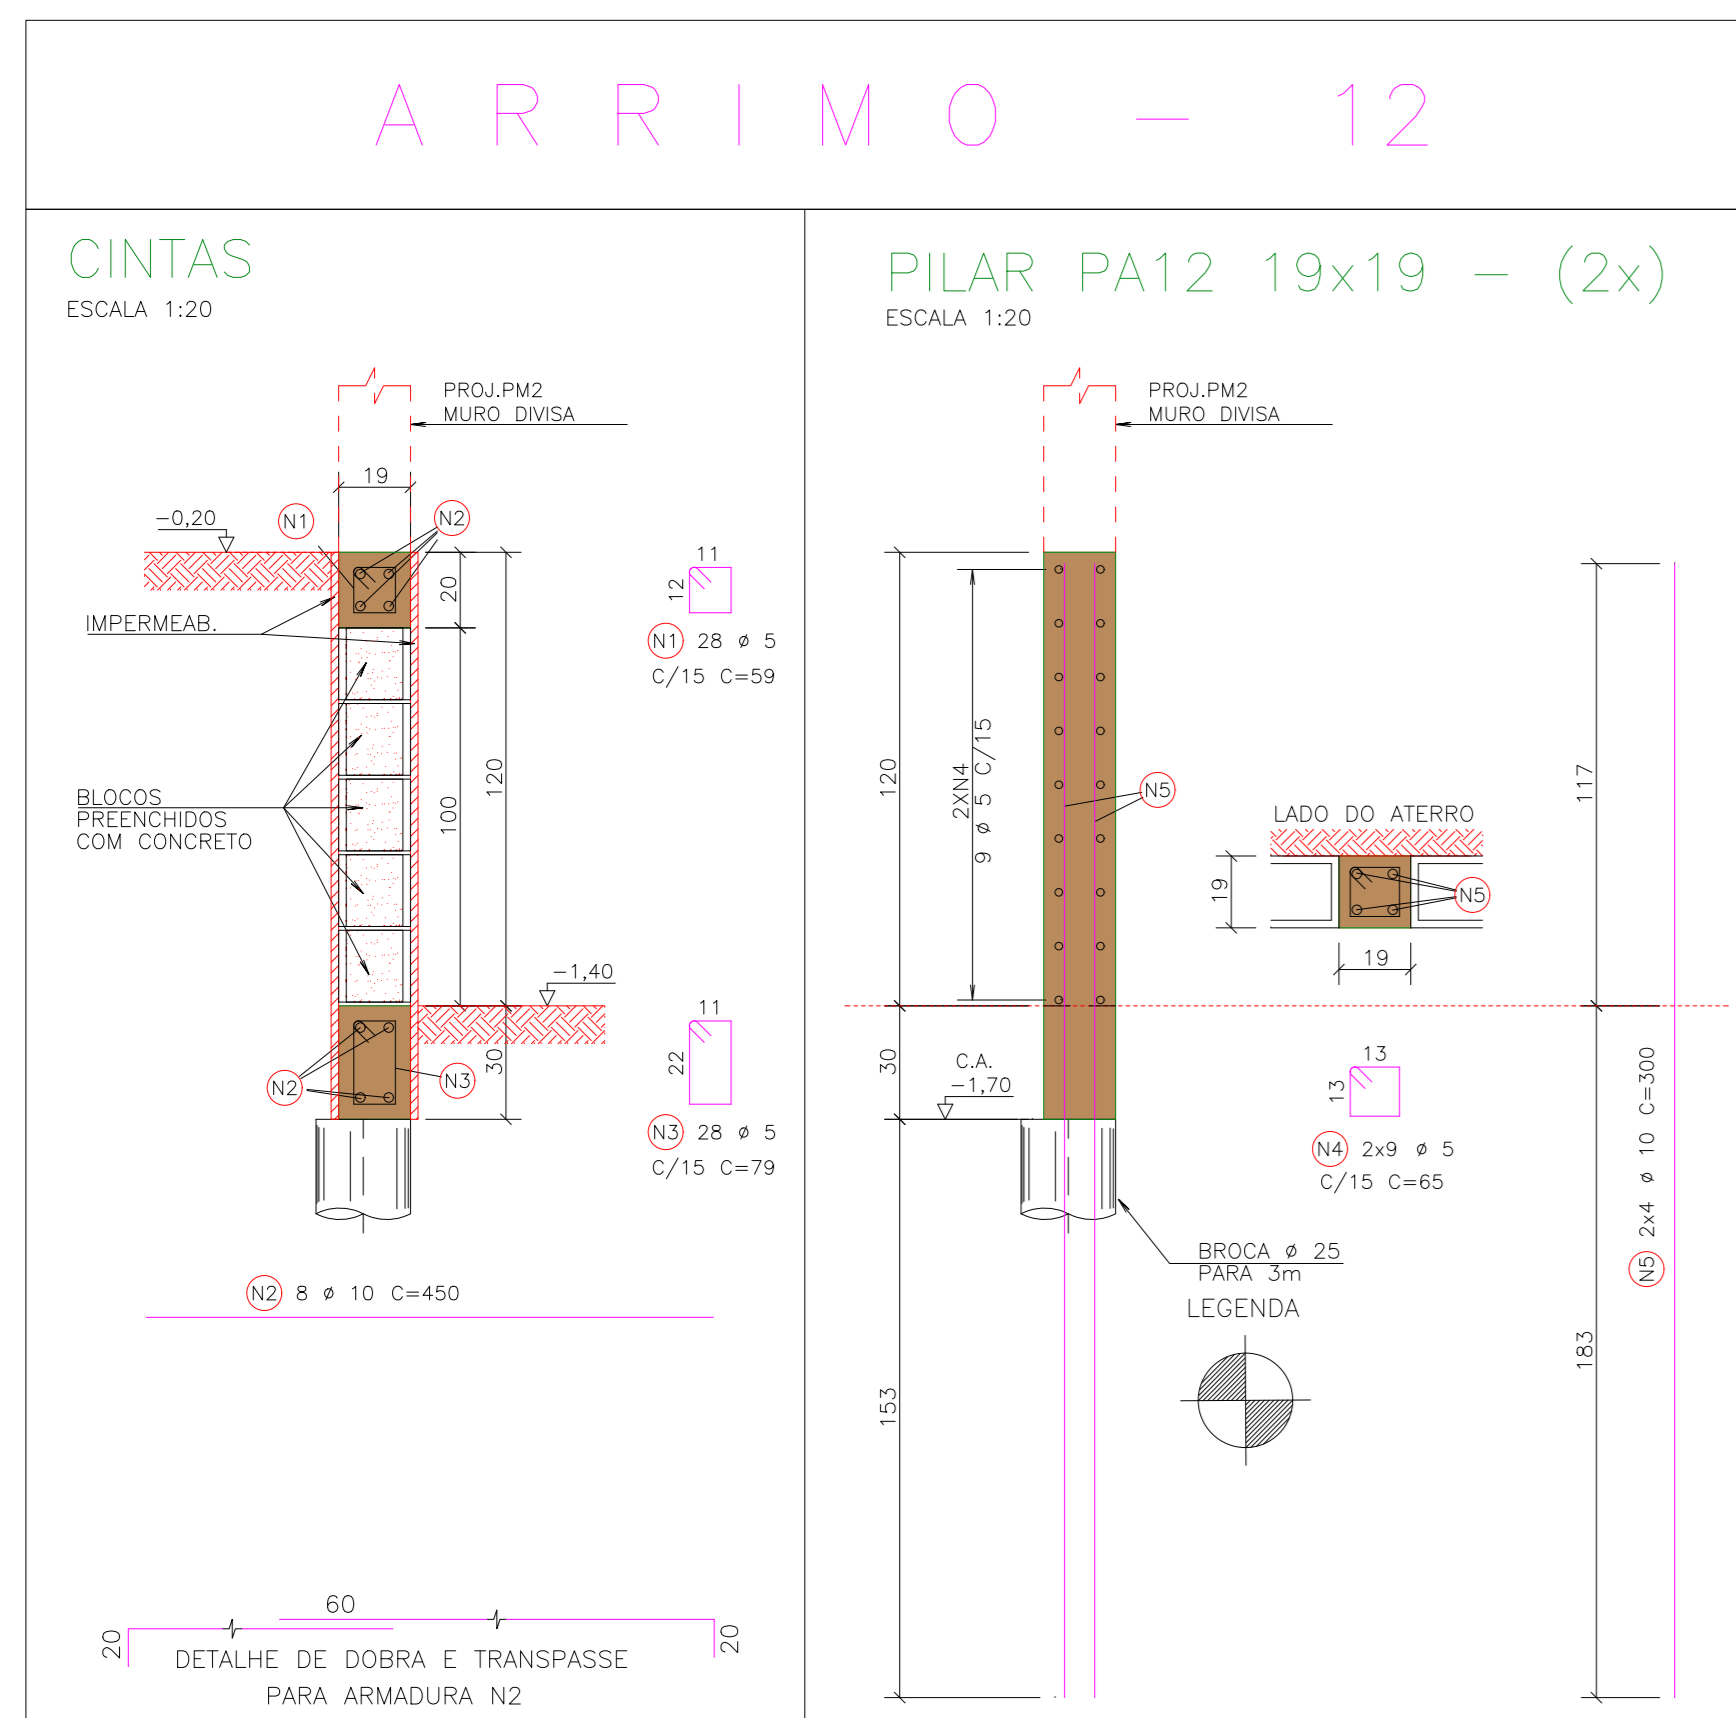 ARRIMO - 12
CINTAS
ESCALA 1:20
PROJ.PM2
MURO DIVISA
19
-0,20
N1
N2
20
11
12
IMPERMEAB.
N1 28 ø 5
C/15 C=59
BLOCOS
PREENCHIDOS
COM CONCRETO
100
120
-1,40
11
22
30
N2
N3
N3 28 ø 5
C/15 C=79
N2 8 ø 10 C=450
60
20
20
DETALHE DE DOBRA E TRANSPASSE
PARA ARMADURA N2
PILAR PA12 19x19 - (2x)
ESCALA 1:20
PROJ.PM2
MURO DIVISA
120
2XN4
9 ø 5 C/15
N5
117
LADO DO ATERRO
19
N5
19
30
C.A.
-1,70
13
13
N4 2x9 ø 5
C/15 C=65
N5 2x4 ø 10 C=300
BROCA ø 25
PARA 3m
LEGENDA
153
183